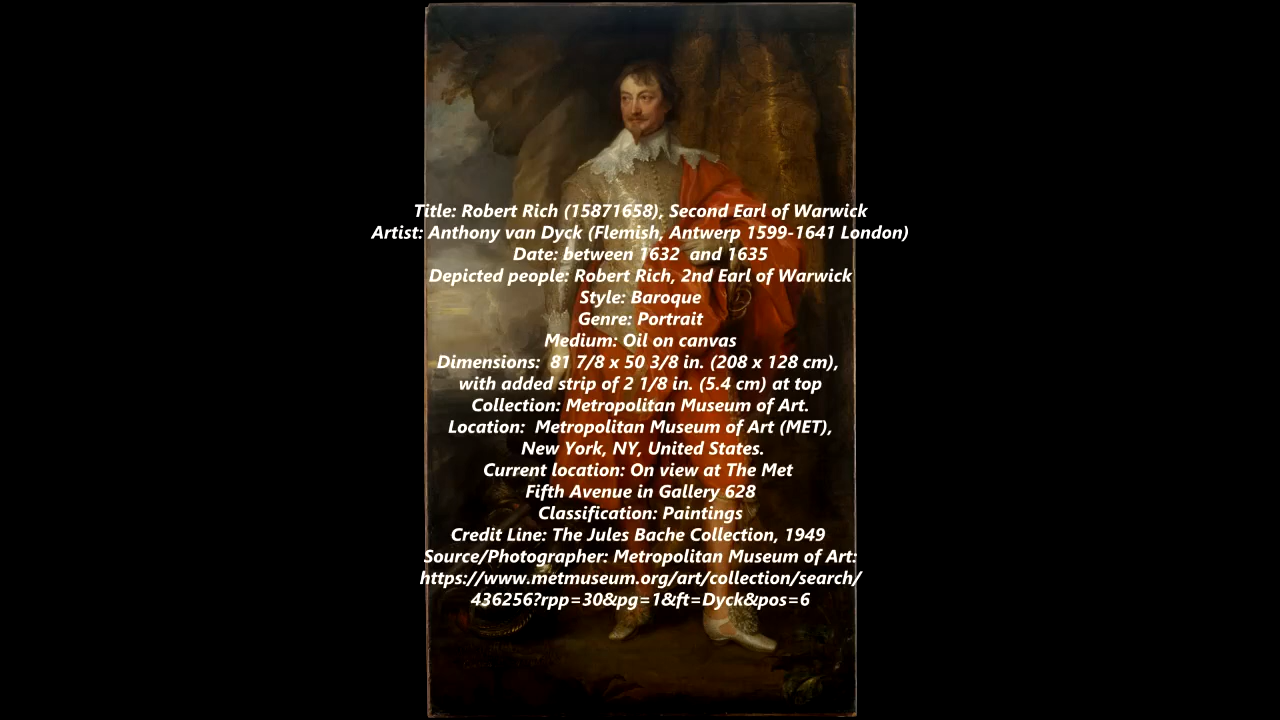 Title: Robert Rich (15871658), Second Earl of Warwick
Artist: Anthony van Dyck (Flemish, Antwerp 1599-1641 London)
Date: between 1632 and 1635
Depicted people: Robert Rich, 2nd Earl of Warwick
Style: Baroque
Genre: Portrait
Medium: Oil on canvas
Dimensions: 81 7/8 x 50 3/8 in. (208 x 128 cm),
with added strip of 2 1/8 in. (5.4 cm) at top
Collection: Metropolitan Museum of Art.
Location: Metropolitan Museum of Art (MET),
New York, NY, United States.
Current location: On view at The Met
Fifth Avenue in Gallery 628
Classification: Paintings
Credit Line: The Jules Bache Collection, 1949
Source/Photographer: Metropolitan Museum of Art:
https://www.metmuseum.org/art/collection/search/
436256?rpp=30&pg=1&ft=Dyck&pos=6